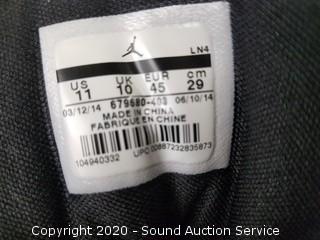 LN4
US UK EUR cm
11 10 45 29
03/12/14 679680-403 06/10/14
MADE IN CHINA
FABRIQUE EN CHINE
104940332 UPC 00887232835873
Copyright 2020 - Sound Auction Service